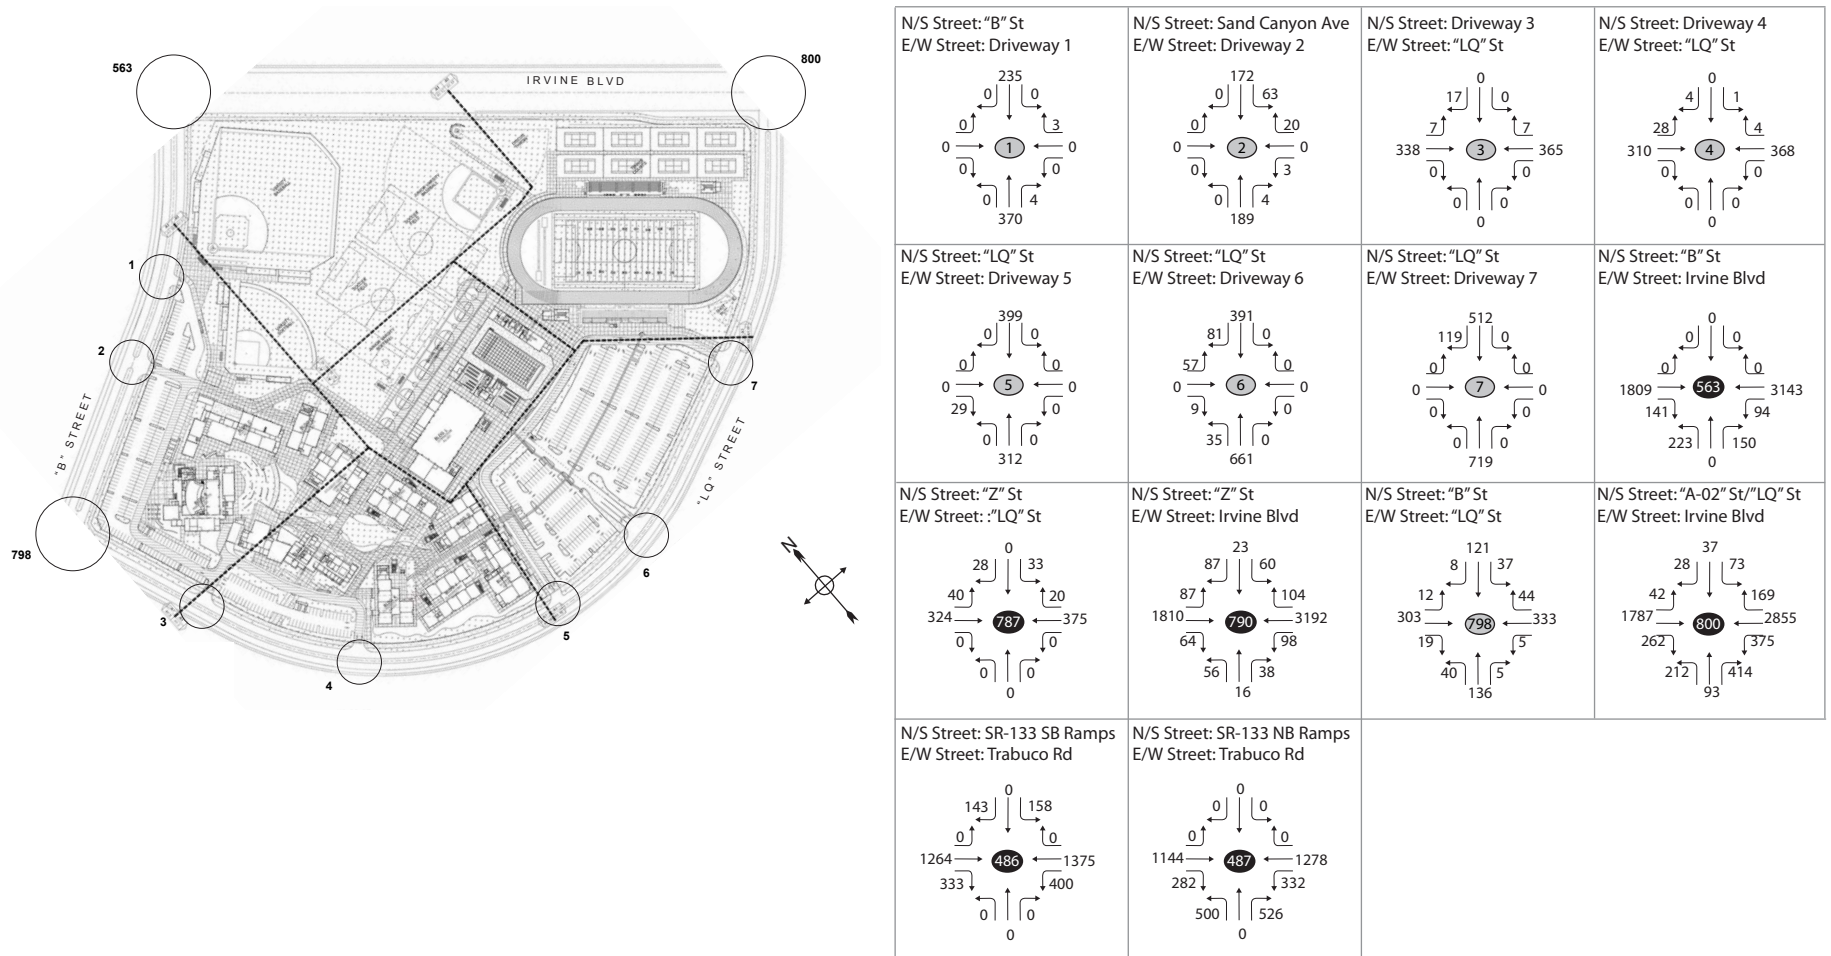 563
800
IRVINE BLVD
1
2
7
"B" STREET
"LQ" STREET
798
3
4
5
6
N
N/S Street: “B” St
E/W Street: Driveway 1
235
0 0
0 3
0 1 0
0 0
0 4
370
N/S Street: Sand Canyon Ave
E/W Street: Driveway 2
172
0 63
0 20
0 2 0
0 3
0 4
189
N/S Street: Driveway 3
E/W Street: “LQ” St
0
17 0
7 7
338 3 365
0 0
0 0
0
N/S Street: Driveway 4
E/W Street: “LQ” St
0
4 1
28 4
310 4 368
0 0
0 0
0
N/S Street: “LQ” St
E/W Street: Driveway 5
399
0 0
0 0
0 5 0
29 0
0 0
312
N/S Street: “LQ” St
E/W Street: Driveway 6
391
81 0
57 0
0 6 0
9 0
35 0
661
N/S Street: “LQ” St
E/W Street: Driveway 7
512
119 0
0 0
0 7 0
0 0
0 0
719
N/S Street: “B” St
E/W Street: Irvine Blvd
0
0 0
0 0
1809 563 3143
141 94
223 150
0
N/S Street: “Z” St
E/W Street: :”LQ” St
0
28 33
40 20
324 787 375
0 0
0 0
0
N/S Street: “Z” St
E/W Street: Irvine Blvd
23
87 60
87 104
1810 790 3192
64 98
56 38
16
N/S Street: “B” St
E/W Street: “LQ” St
121
8 37
12 44
303 798 333
19 5
40 5
136
N/S Street: “A-02” St/”LQ” St
E/W Street: Irvine Blvd
37
28 73
42 169
1787 800 2855
262 375
212 414
93
N/S Street: SR-133 SB Ramps
E/W Street: Trabuco Rd
0
143 158
0 0
1264 486 1375
333 400
0 0
0
N/S Street: SR-133 NB Ramps
E/W Street: Trabuco Rd
0
0 0
0 0
1144 487 1278
282 332
500 526
0